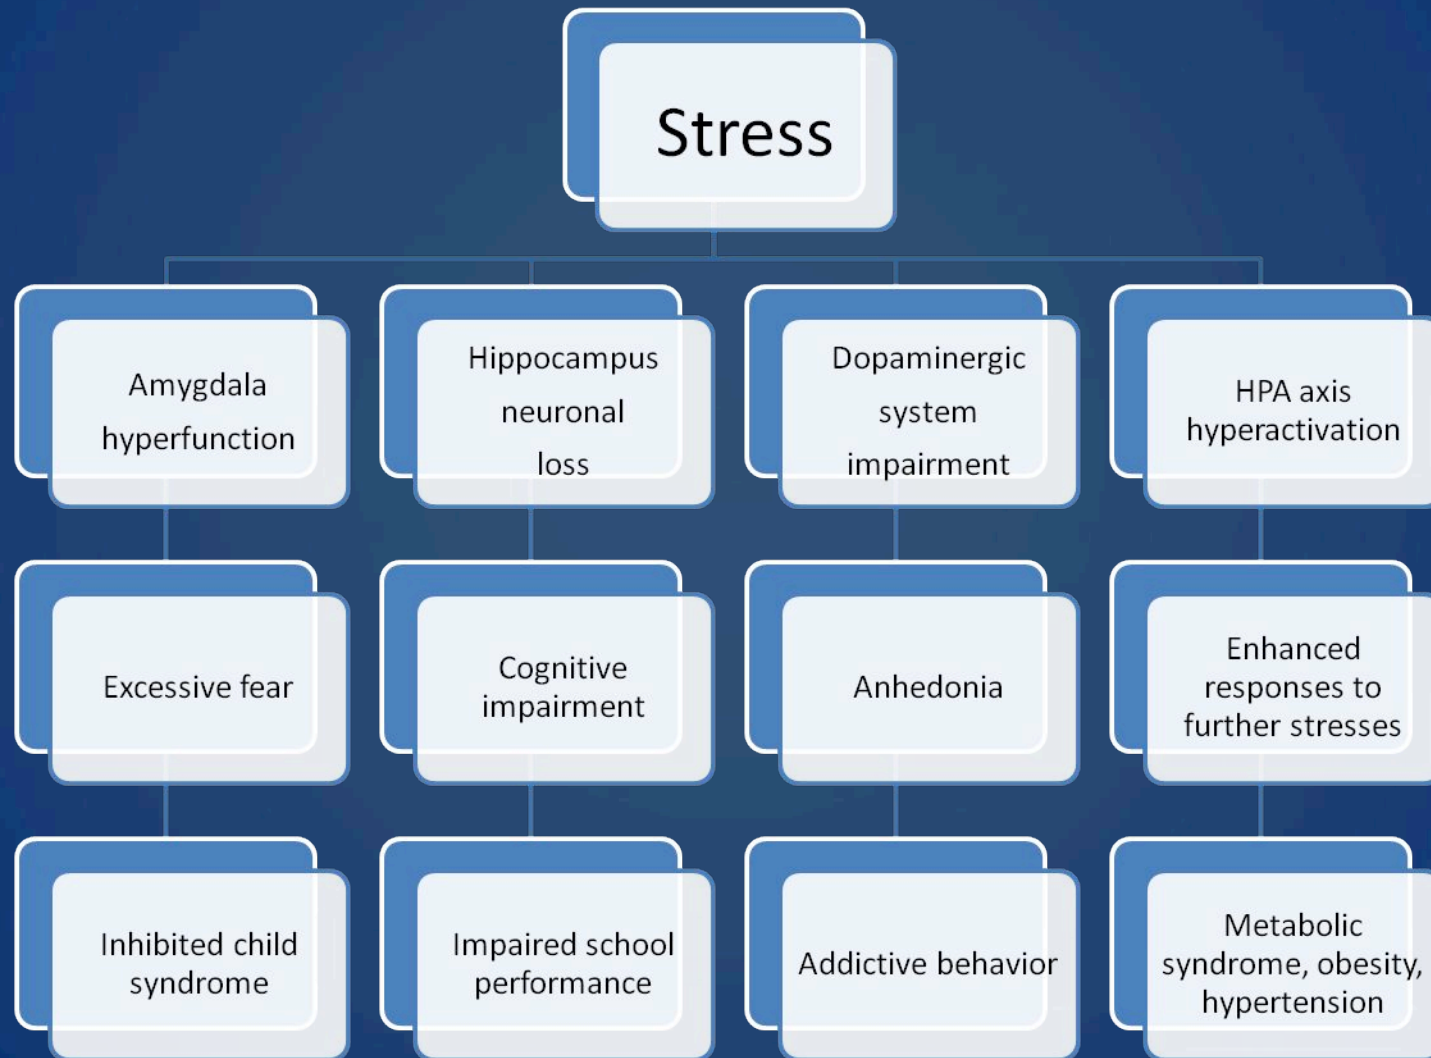 Stress
Amygdala
hyperfunction
Hippocampus
neuronal
loss
Dopaminergic
system
impairment
HPA axis
hyperactivation
Excessive fear
Cognitive
impairment
Anhedonia
Enhanced
responses to
further stresses
Inhibited child
syndrome
Impaired school
performance
Addictive behavior
Metabolic
syndrome, obesity,
hypertension